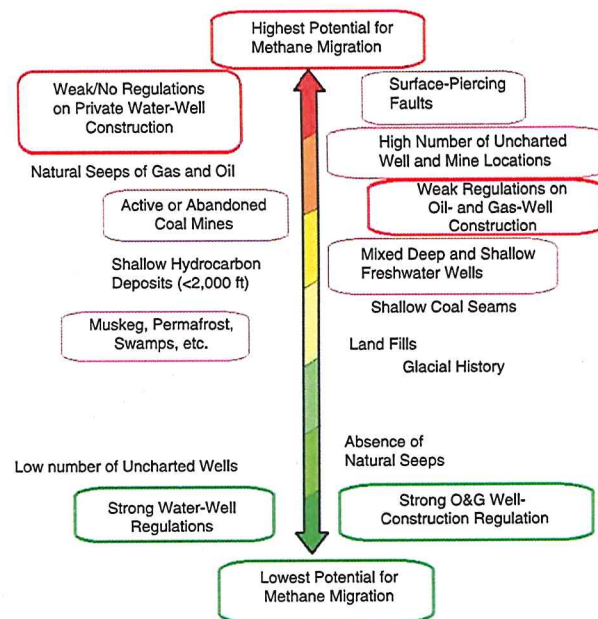 Highest Potential for
Methane Migration
Weak/No Regulations
on Private Water-Well
Construction
Surface-Piercing
Faults
High Number of Uncharted
Well and Mine Locations
Natural Seeps of Gas and Oil
Weak Regulations on
Oil- and Gas-Well
Construction
Active or Abandoned
Coal Mines
Mixed Deep and Shallow
Freshwater Wells
Shallow Hydrocarbon
Deposits (<2,000 ft)
Shallow Coal Seams
Muskeg, Permafrost,
Swamps, etc.
Land Fills
Glacial History
Absence of
Natural Seeps
Low number of Uncharted Wells
Strong Water-Well
Regulations
Strong O&G Well-
Construction Regulation
Lowest Potential for
Methane Migration